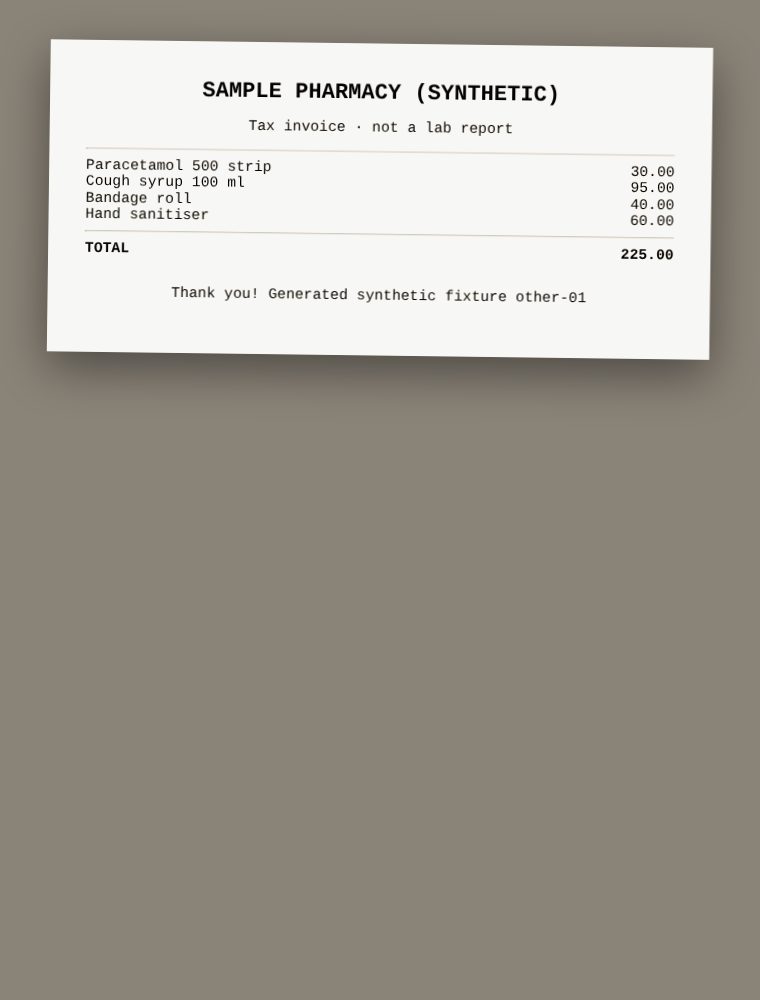 SAMPLE PHARMACY (SYNTHETIC)
Tax invoice · not a lab report
Paracetamol 500 strip 30.00
Cough syrup 100 ml 95.00
Bandage roll 40.00
Hand sanitiser 60.00
TOTAL 225.00
Thank you! Generated synthetic fixture other-01